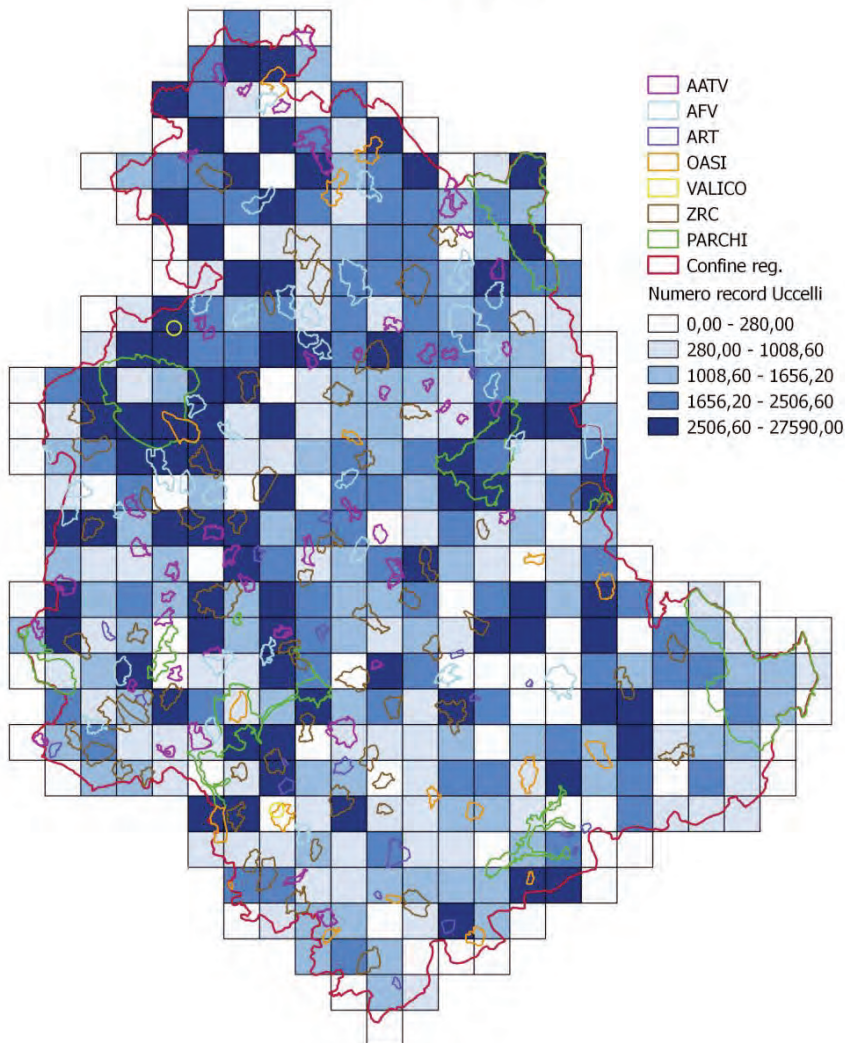 AATV
AFV
ART
OASI
VALICO
ZRC
PARCHI
Confine reg.
Numero record Uccelli
0,00 - 280,00
280,00 - 1008,60
1008,60 - 1656,20
1656,20 - 2506,60
2506,60 - 27590,00